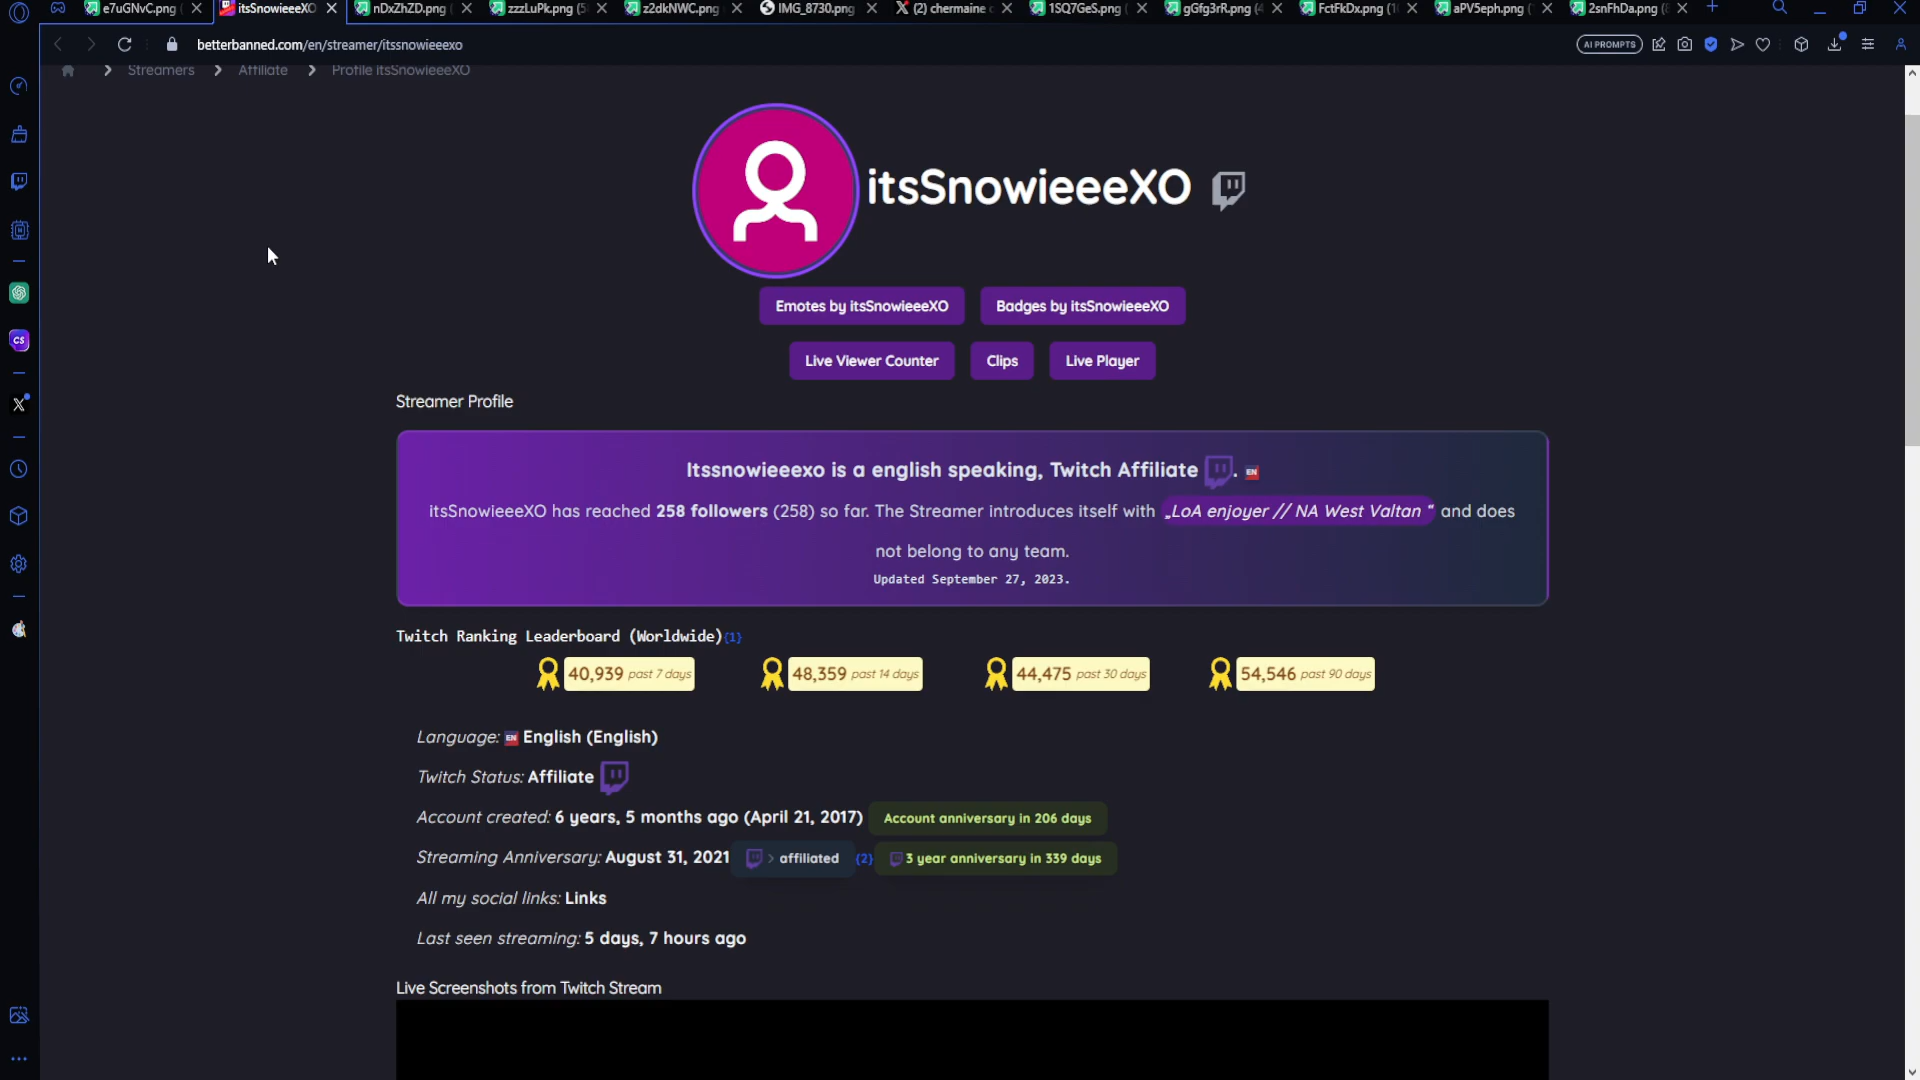 e7uGNvC.png
itsSnowieeeXO
nDxZhZD.png
zzzLuPk.png (5
z2dkNWC.png
IMG_8730.png
(2) chermaine
1SQ7GeS.png (
gGfg3rR.png (4
FctFkDx.png (1
aPV5eph.png (
2snFhDa.png (8
betterbanned.com/en/streamer/itssnowieeexo
AI PROMPTS
Streamers > Affiliate > Profile itsSnowieeeXO
itsSnowieeeXO
Emotes by itsSnowieeeXO
Badges by itsSnowieeeXO
Live Viewer Counter
Clips
Live Player
Streamer Profile
Itssnowieeexo is a english speaking, Twitch Affiliate . EN
itsSnowieeeXO has reached 258 followers (258) so far. The Streamer introduces itself with „LoA enjoyer // NA West Valtan “ and does
not belong to any team.
Updated September 27, 2023.
Twitch Ranking Leaderboard (Worldwide){1}
40,939 past 7 days
48,359 past 14 days
44,475 past 30 days
54,546 past 90 days
Language: EN English (English)
Twitch Status: Affiliate
Account created: 6 years, 5 months ago (April 21, 2017) Account anniversary in 206 days
Streaming Anniversary: August 31, 2021 > affiliated {2} 3 year anniversary in 339 days
All my social links: Links
Last seen streaming: 5 days, 7 hours ago
Live Screenshots from Twitch Stream
CS